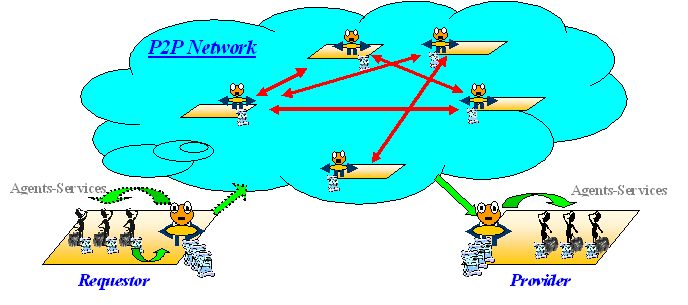 P2P Network
Agents-Services
Agents-Services
Requestor
Provider